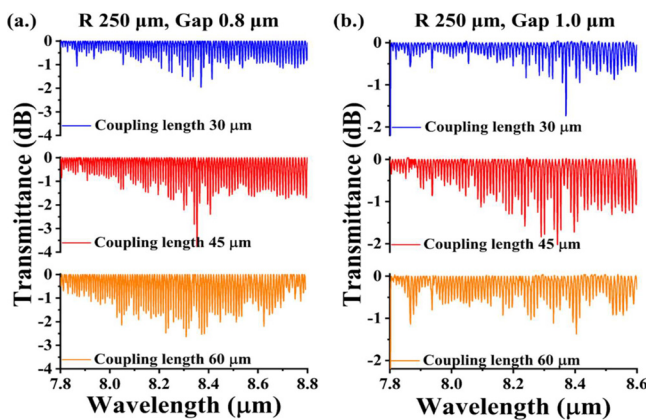 (a.) R 250 μm, Gap 0.8 μm
0
-1
-2
-3
-4
Coupling length 30 μm
0
-1
-2
-3
-4
Coupling length 45 μm
0
-1
-2
-3
-4
Coupling length 60 μm
Transmittance (dB)
7.8 8.0 8.2 8.4 8.6 8.8
Wavelength (μm)
(b.) R 250 μm, Gap 1.0 μm
0
-1
-2
Coupling length 30 μm
0
-1
-2
Coupling length 45 μm
0
-1
-2
Coupling length 60 μm
Transmittance (dB)
7.8 8.0 8.2 8.4 8.6
Wavelength (μm)